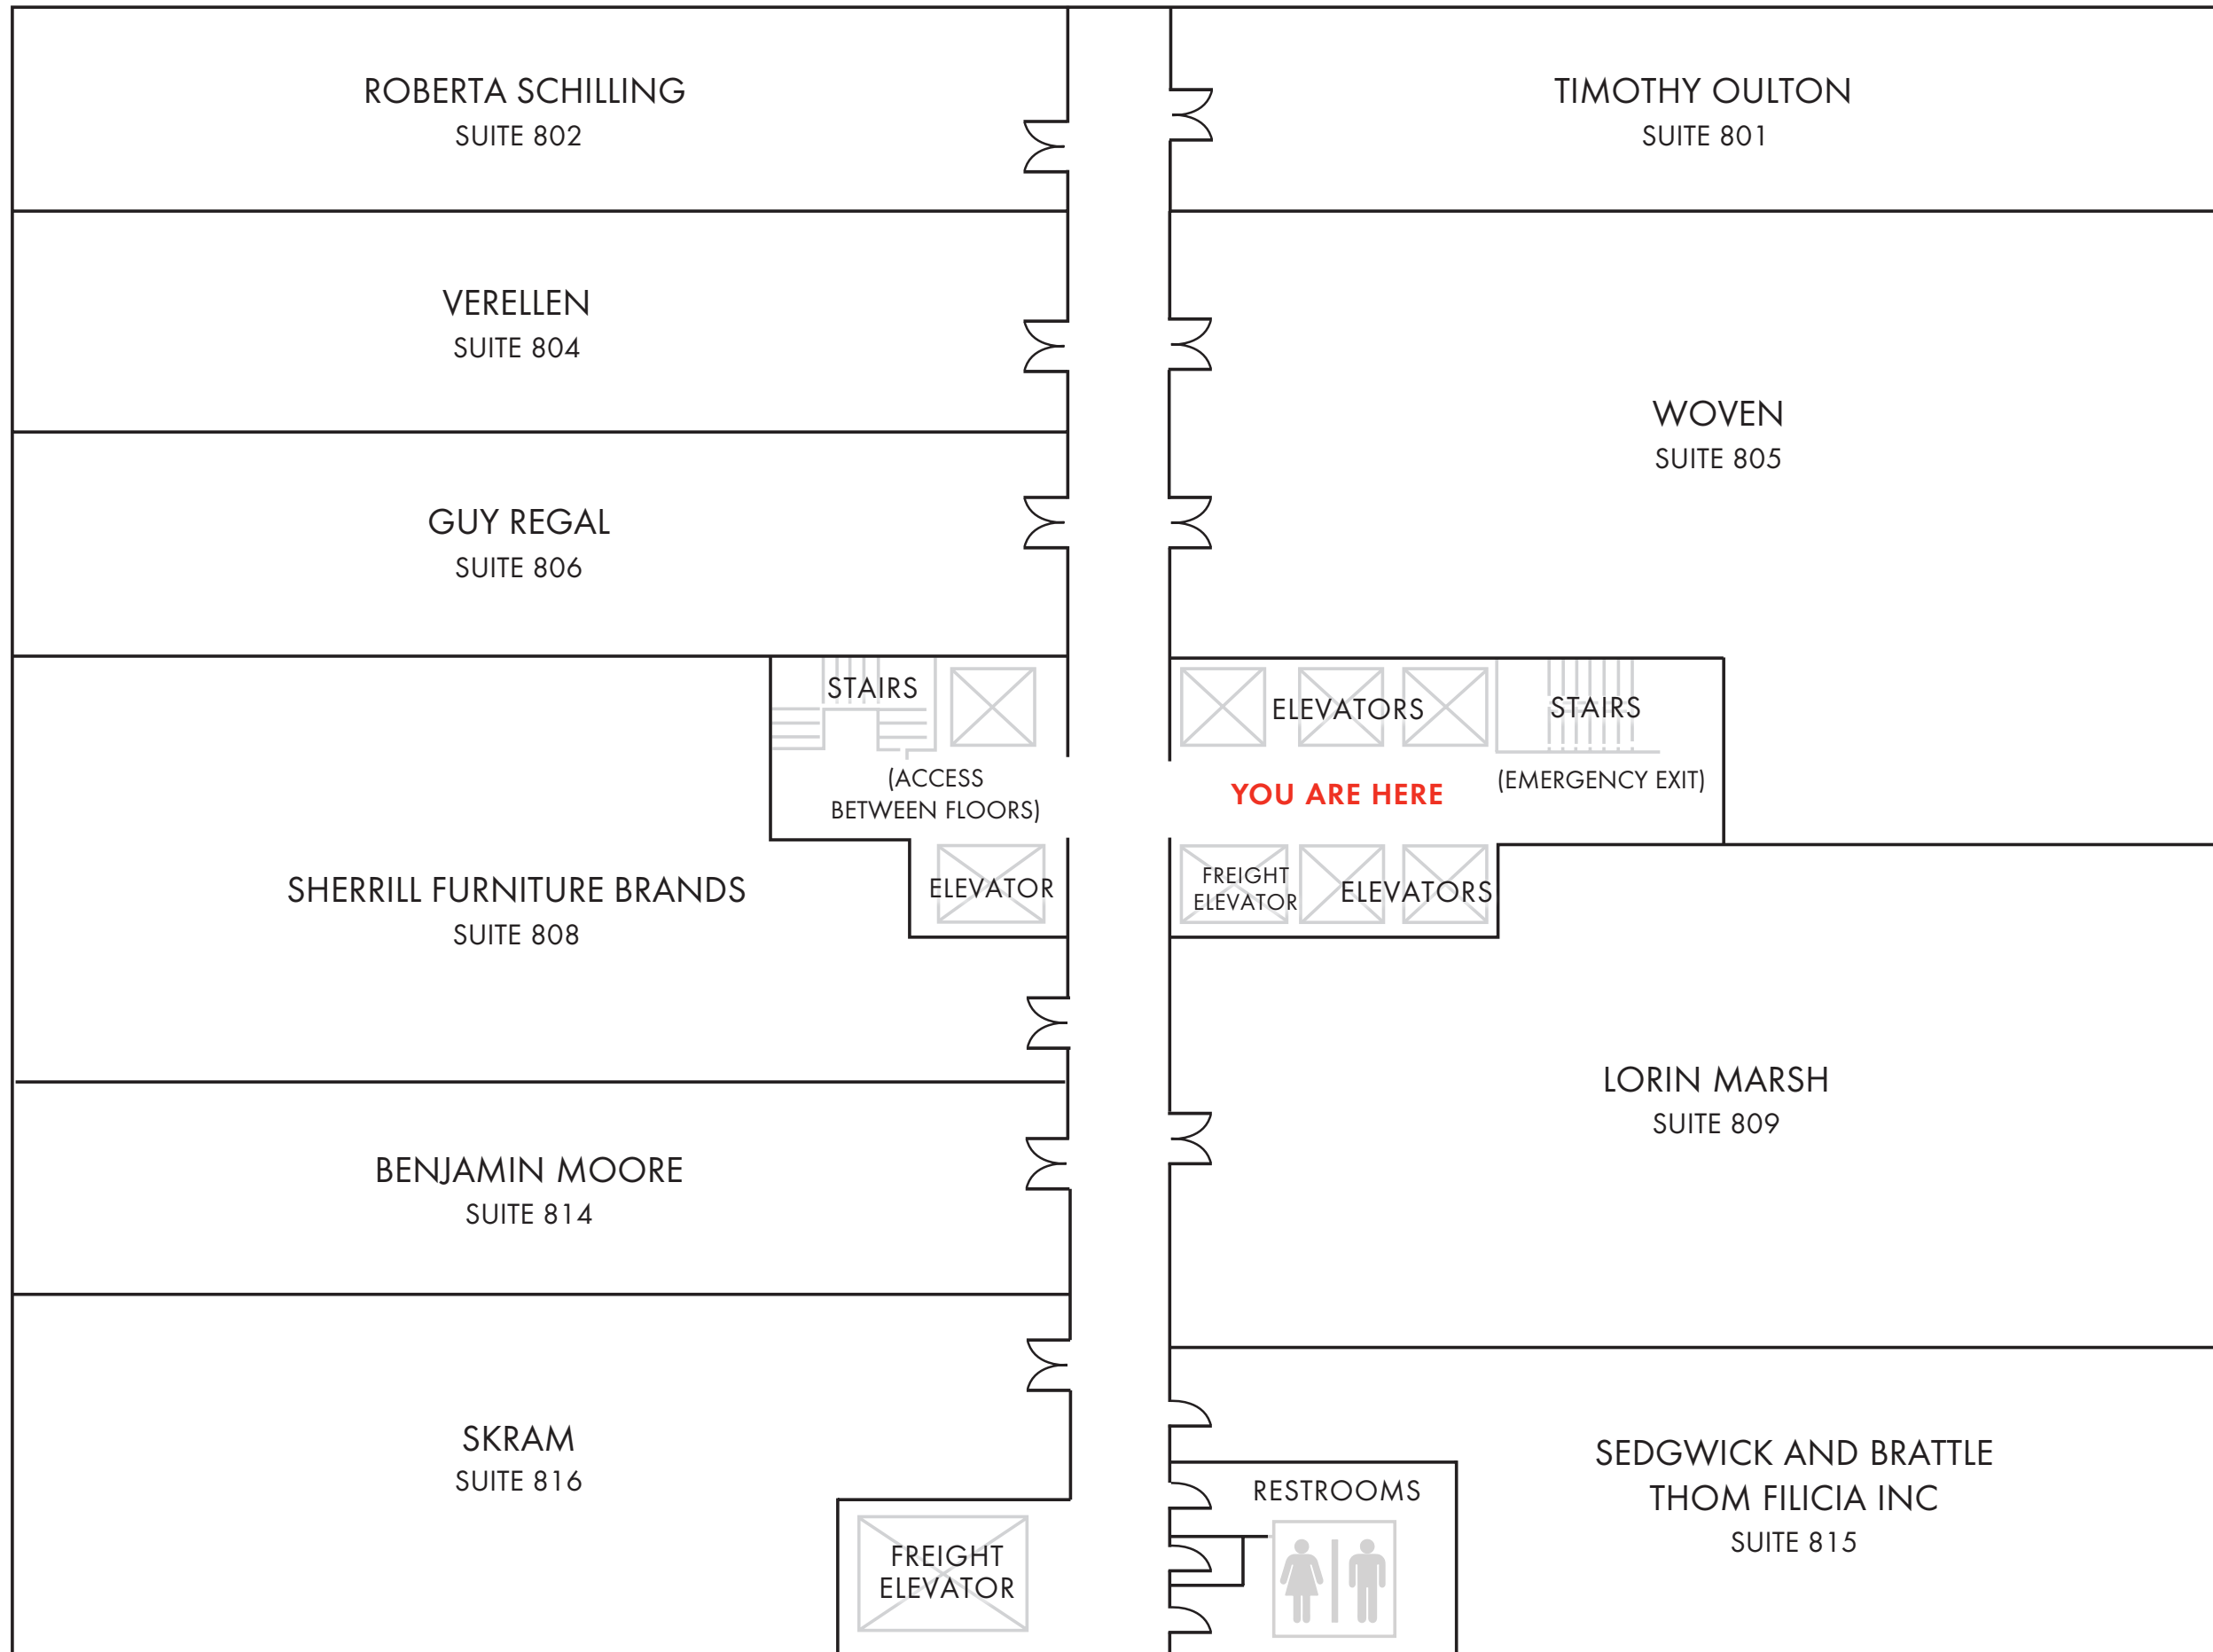 ROBERTA SCHILLING
SUITE 802
TIMOTHY OULTON
SUITE 801
VERELLEN
SUITE 804
WOVEN
SUITE 805
GUY REGAL
SUITE 806
STAIRS
(ACCESS
BETWEEN FLOORS)
ELEVATOR
ELEVATORS
STAIRS
(EMERGENCY EXIT)
YOU ARE HERE
FREIGHT
ELEVATOR
ELEVATORS
SHERRILL FURNITURE BRANDS
SUITE 808
LORIN MARSH
SUITE 809
BENJAMIN MOORE
SUITE 814
SKRAM
SUITE 816
FREIGHT
ELEVATOR
RESTROOMS
SEDGWICK AND BRATTLE
THOM FILICIA INC
SUITE 815